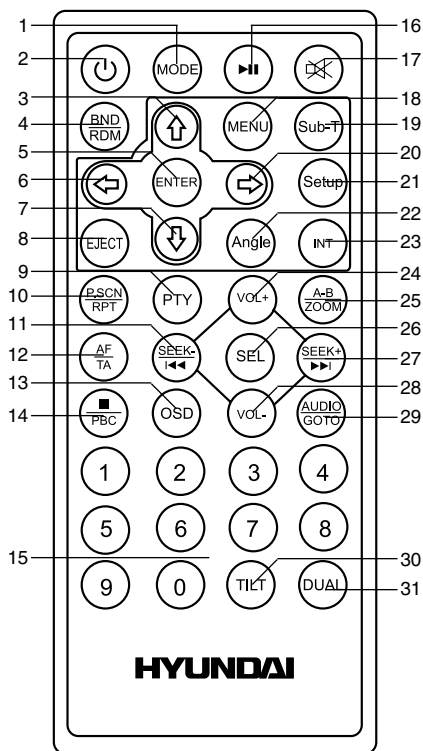 1 16
2 MODE 17
3 18
4 BND MENU Sub-T 19
RDM
5 20
6 ENTER Setup 21
7 22
8 EJECT Angle INT 23
9 24
10 P.SCN PTY VOL+ A-B 25
RPT ZOOM
11 SEEK- SEL SEEK+ 26
12 AF 27
TA
13 28
14 PBC OSD VOL- AUDIO 29
GOTO
1 2 3 4
5 6 7 8
15 30
9 0 TILT DUAL 31
HYUNDAI